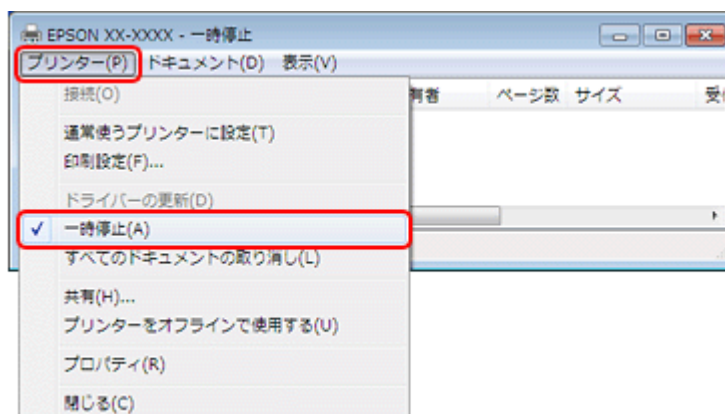 EPSON XX-XXXX - 一時停止
プリンター(P) ドキュメント(D) 表示(V)
接続(O)
有者 ページ数 サイズ 受
通常使うプリンターに設定(T)
印刷設定(F)...
ドライバーの更新(D)
一時停止(A)
すべてのドキュメントの取り消し(L)
共有(H)...
プリンターをオフラインで使用する(U)
プロパティ(R)
閉じる(C)